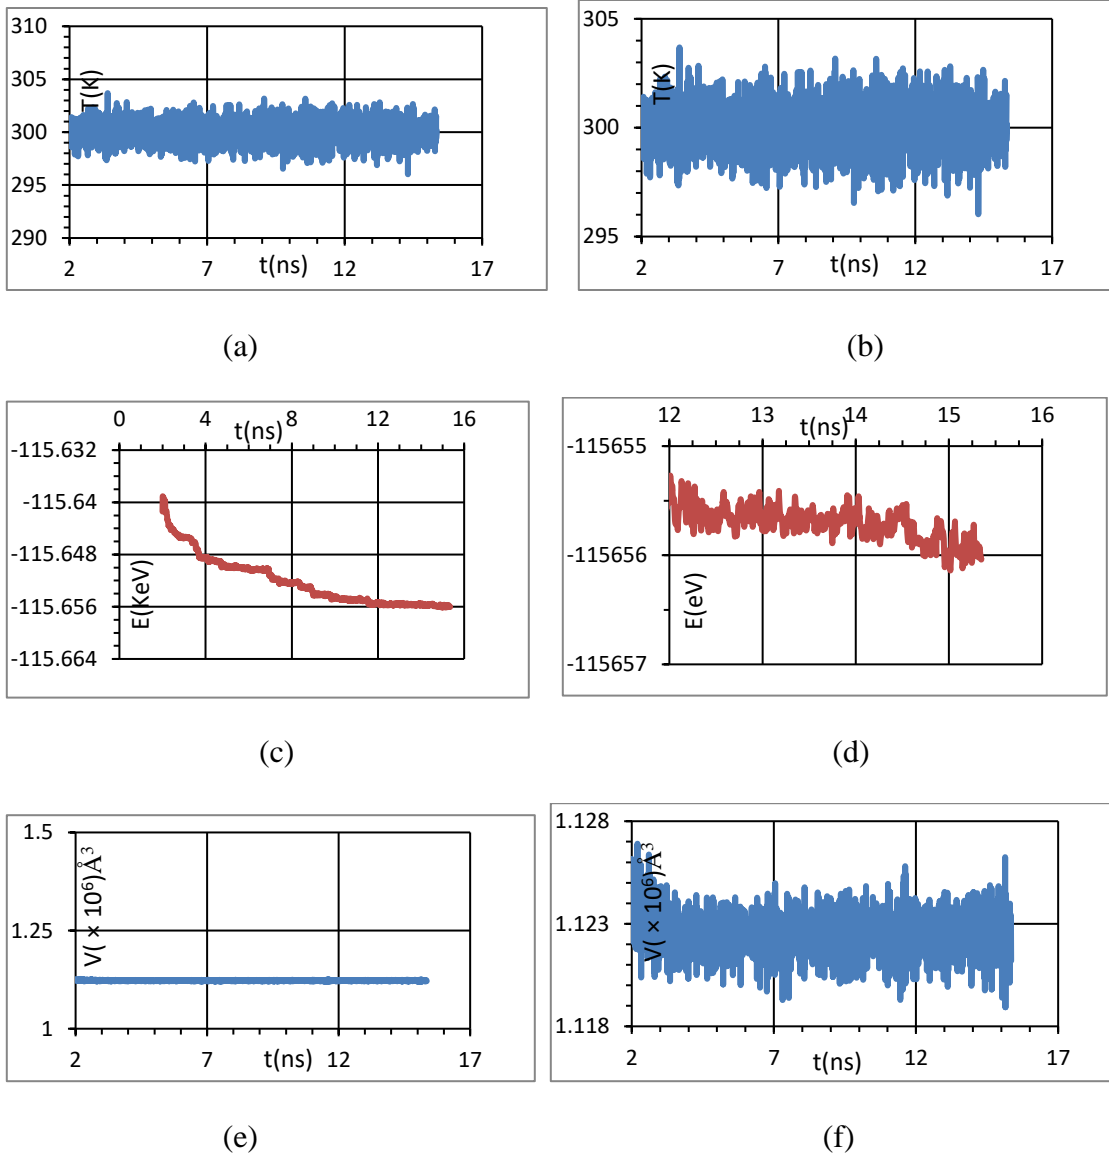 310
305
300
295
290
T(K)
2 7 12 17
t(ns)
(a)
305
300
295
T(K)
2 7 12 17
t(ns)
(b)
0 4 8 12 16
t(ns)
-115.632
-115.64
-115.648
-115.656
-115.664
E(KeV)
(c)
12 13 14 15 16
t(ns)
-115655
-115656
-115657
E(eV)
(d)
1.5
1.25
1
V( × 10⁶)Å³
2 7 12 17
t(ns)
(e)
1.128
1.123
1.118
V( × 10⁶)Å³
2 7 12 17
t(ns)
(f)